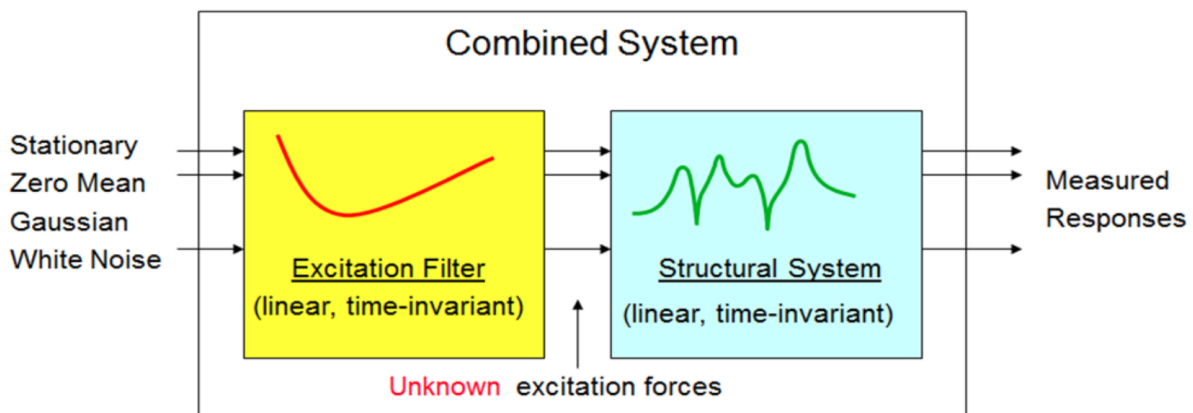 Combined System
Stationary
Zero Mean
Gaussian
White Noise
Excitation Filter
(linear, time-invariant)
Structural System
(linear, time-invariant)
Measured
Responses
Unknown excitation forces